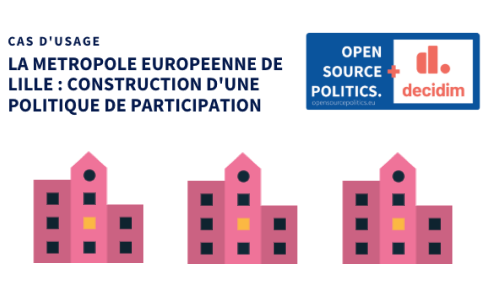 CAS D'USAGE
LA METROPOLE EUROPEENNE DE
LILLE : CONSTRUCTION D'UNE
POLITIQUE DE PARTICIPATION
OPEN
SOURCE +
POLITICS.
opensourcepolitics.eu
d.
decidim